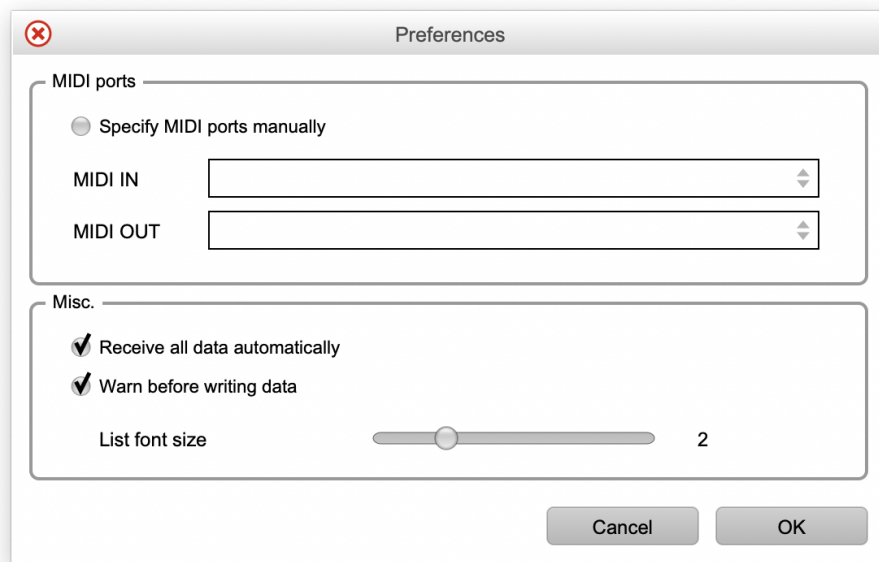 Preferences
MIDI ports
Specify MIDI ports manually
MIDI IN
MIDI OUT
Misc.
Receive all data automatically
Warn before writing data
List font size 2
Cancel OK